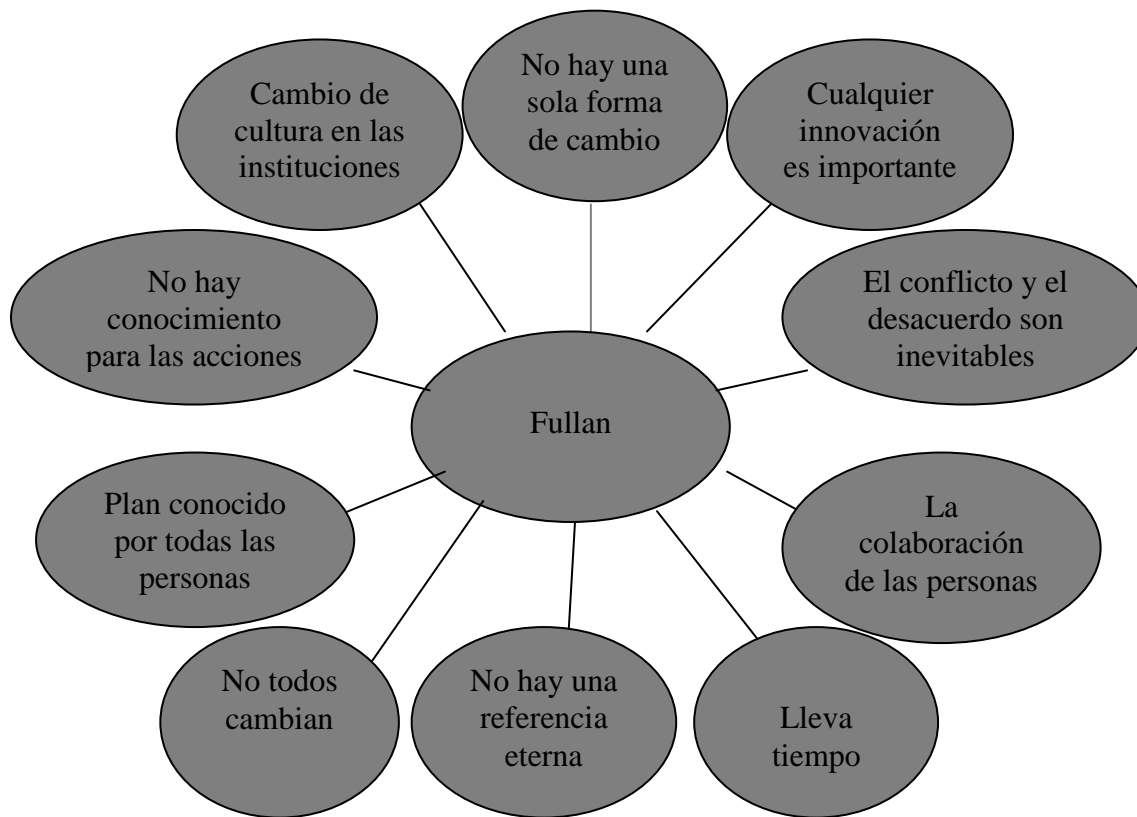 No hay una
sola forma
de cambio
Cualquier
innovación
es importante
El conflicto y el
desacuerdo son
inevitables
La
colaboración
de las personas
Lleva
tiempo
No hay una
referencia
eterna
No todos
cambian
Plan conocido
por todas las
personas
No hay
conocimiento
para las acciones
Cambio de
cultura en las
instituciones
Fullan